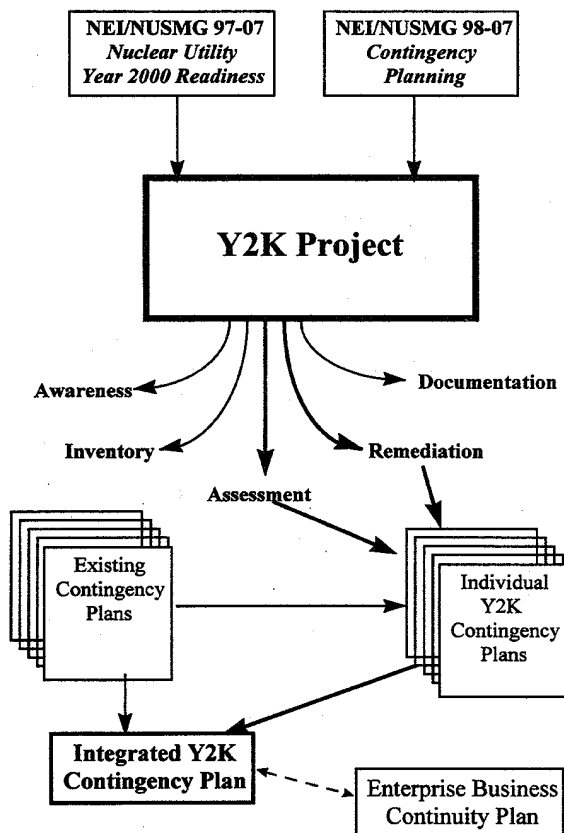 NEI/NUSMG 97-07
Nuclear Utility
Year 2000 Readiness
NEI/NUSMG 98-07
Contingency
Planning
Y2K Project
Awareness
Documentation
Inventory
Remediation
Assessment
Existing
Contingency
Plans
Individual
Y2K
Contingency
Plans
Integrated Y2K
Contingency Plan
Enterprise Business
Continuity Plan